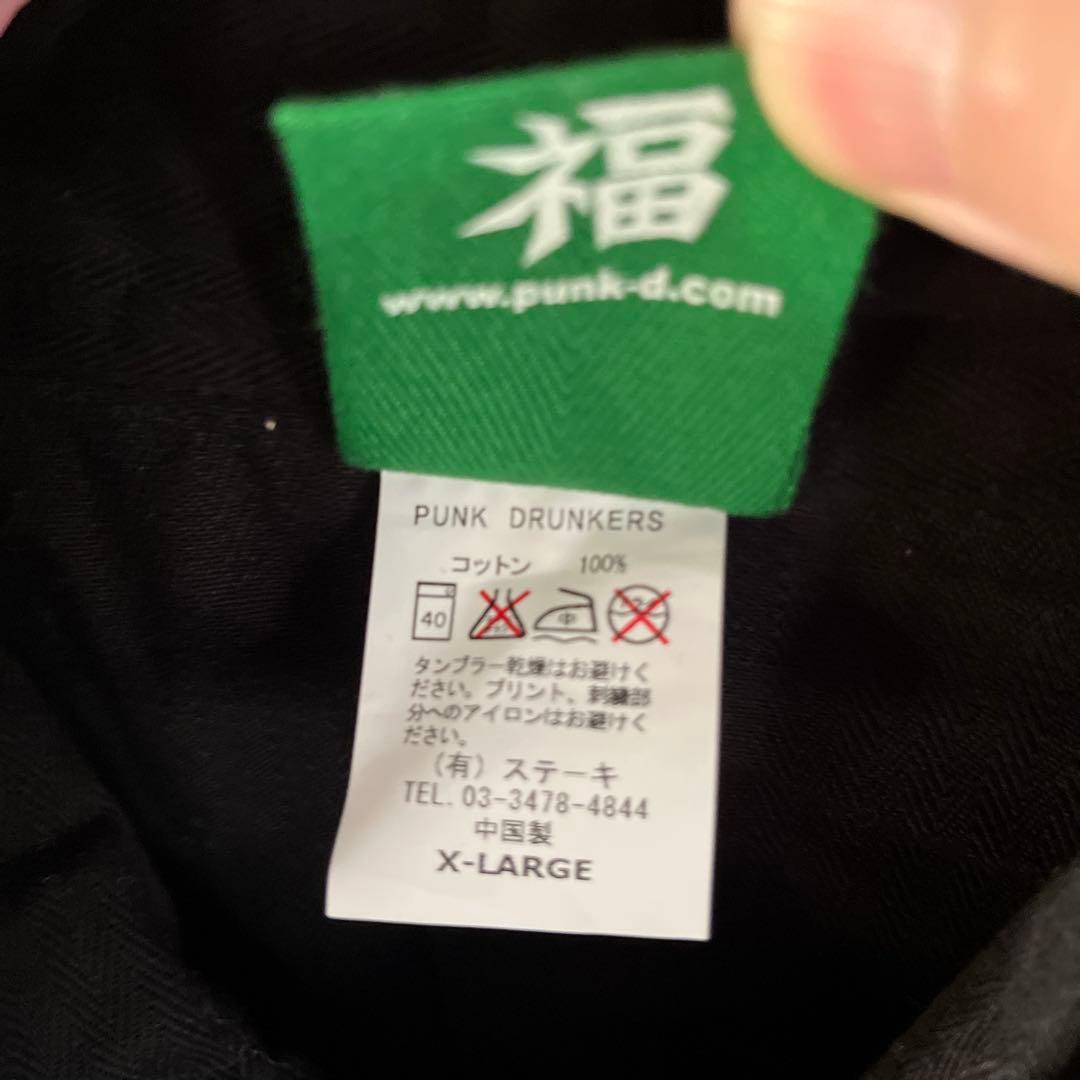 福
www.punk-d.com
PUNK DRUNKERS
コットン 100%
40 中
タンブラー乾燥はお避けく
ださい。プリント、刺繍部
分へのアイロンはお避けく
ださい。
(有) ステーキ
TEL. 03-3478-4844
中国製
X-LARGE